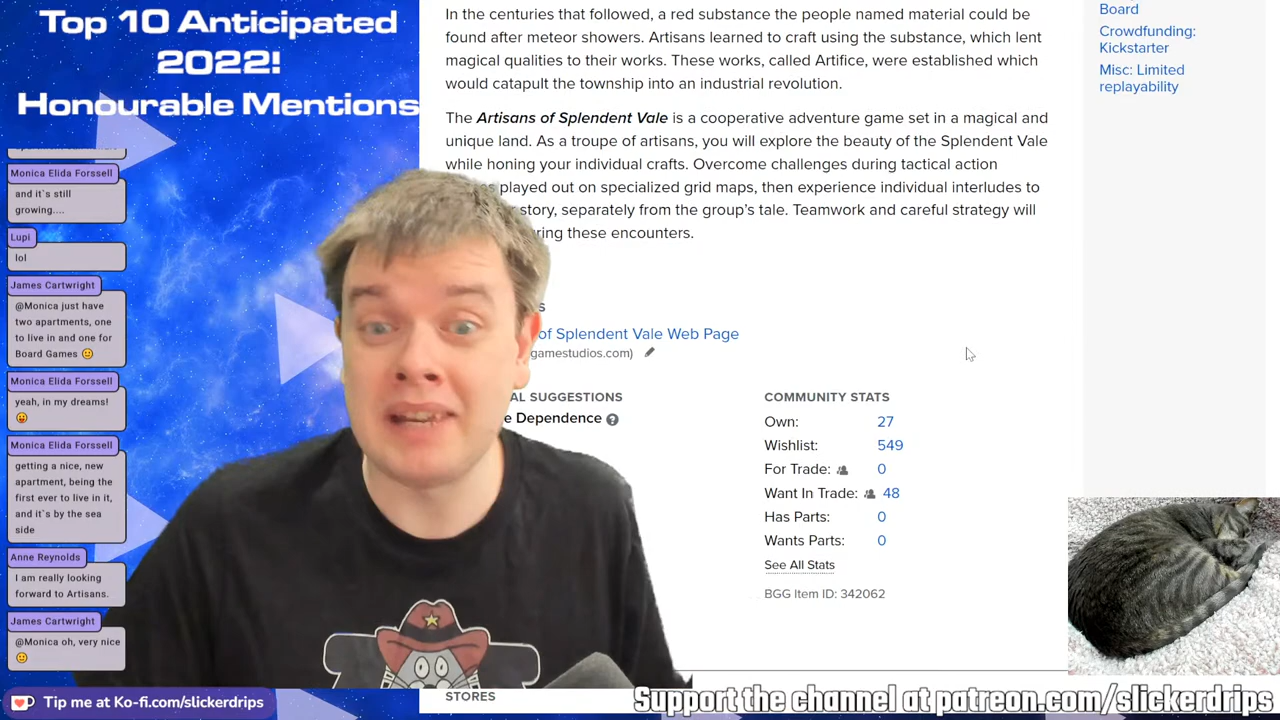 Top 10 Anticipated
2022!
Honourable Mentions
Monica Elida Forssell
and it`s still
growing....
Lupi
lol
James Cartwright
@Monica just have
two apartments, one
to live in and one for
Board Games
Monica Elida Forssell
yeah, in my dreams!
Monica Elida Forssell
getting a nice, new
apartment, being the
first ever to live in it,
and it`s by the sea
side
Anne Reynolds
I am really looking
forward to Artisans.
James Cartwright
@Monica oh, very nice
Tip me at Ko-fi.com/slickerdrips
In the centuries that followed, a red substance the people named material could be
found after meteor showers. Artisans learned to craft using the substance, which lent
magical qualities to their works. These works, called Artifice, were established which
would catapult the township into an industrial revolution.
The Artisans of Splendent Vale is a cooperative adventure game set in a magical and
unique land. As a troupe of artisans, you will explore the beauty of the Splendent Vale
while honing your individual crafts. Overcome challenges during tactical action
played out on specialized grid maps, then experience individual interludes to
story, separately from the group's tale. Teamwork and careful strategy will
these encounters.
of Splendent Vale Web Page
gamestudios.com)
SUGGESTIONS
Dependence ?
COMMUNITY STATS
Own: 27
Wishlist: 549
For Trade: 0
Want In Trade: 48
Has Parts: 0
Wants Parts: 0
See All Stats
BGG Item ID: 342062
STORES
Board
Crowdfunding:
Kickstarter
Misc: Limited
replayability
Support the channel at patreon.com/slickerdrips